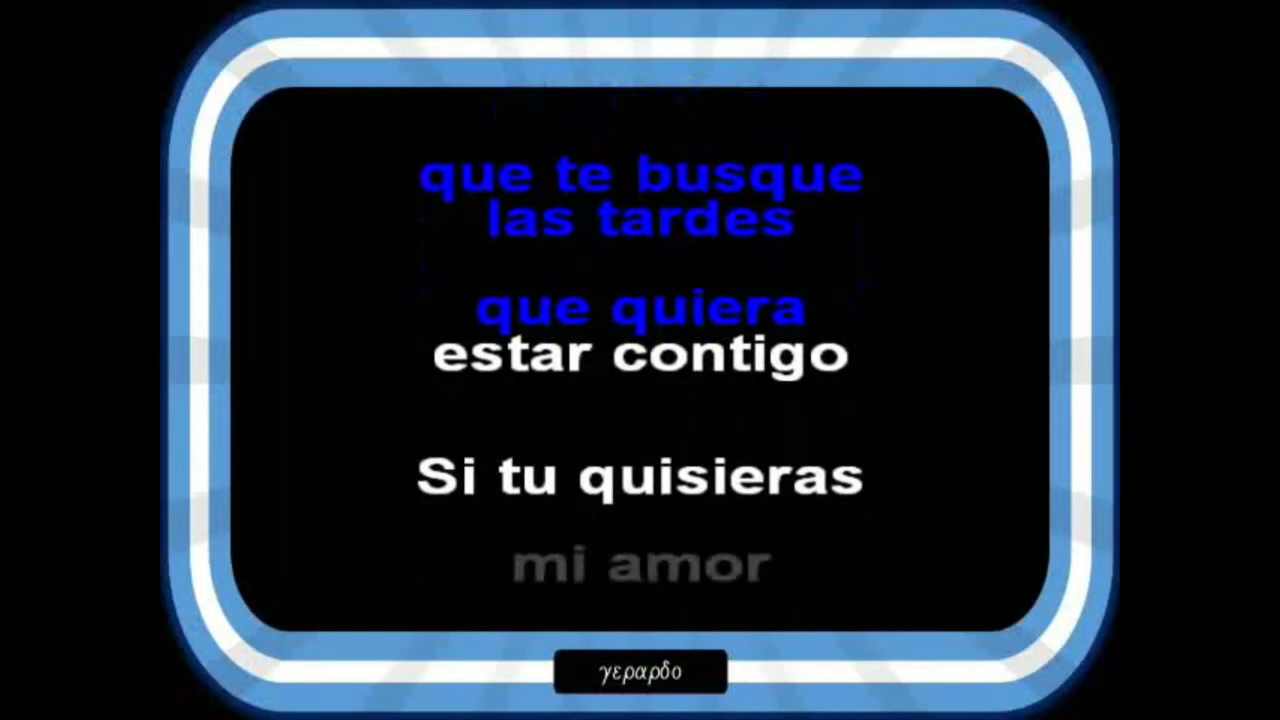 que te busque
las tardes
que quiera
estar contigo
Si tu quisieras
mi amor
γεραρδο